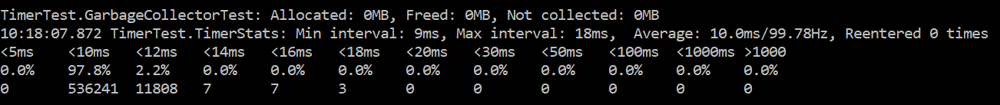 TimerTest.GarbageCollectorTest: Allocated: 0MB, Freed: 0MB, Not collected: 0MB
10:18:07.872 TimerTest.TimerStats: Min interval: 9ms, Max interval: 18ms,  Average: 10.0ms/99.78Hz, Reentered 0 times
<5ms    <10ms   <12ms   <14ms   <16ms   <18ms   <20ms   <30ms   <50ms   <100ms  <1000ms >1000
0.0%    97.8%   2.2%    0.0%    0.0%    0.0%    0.0%    0.0%    0.0%    0.0%    0.0%    0.0%
0       536241  11808   7       7       3       0       0       0       0       0       0